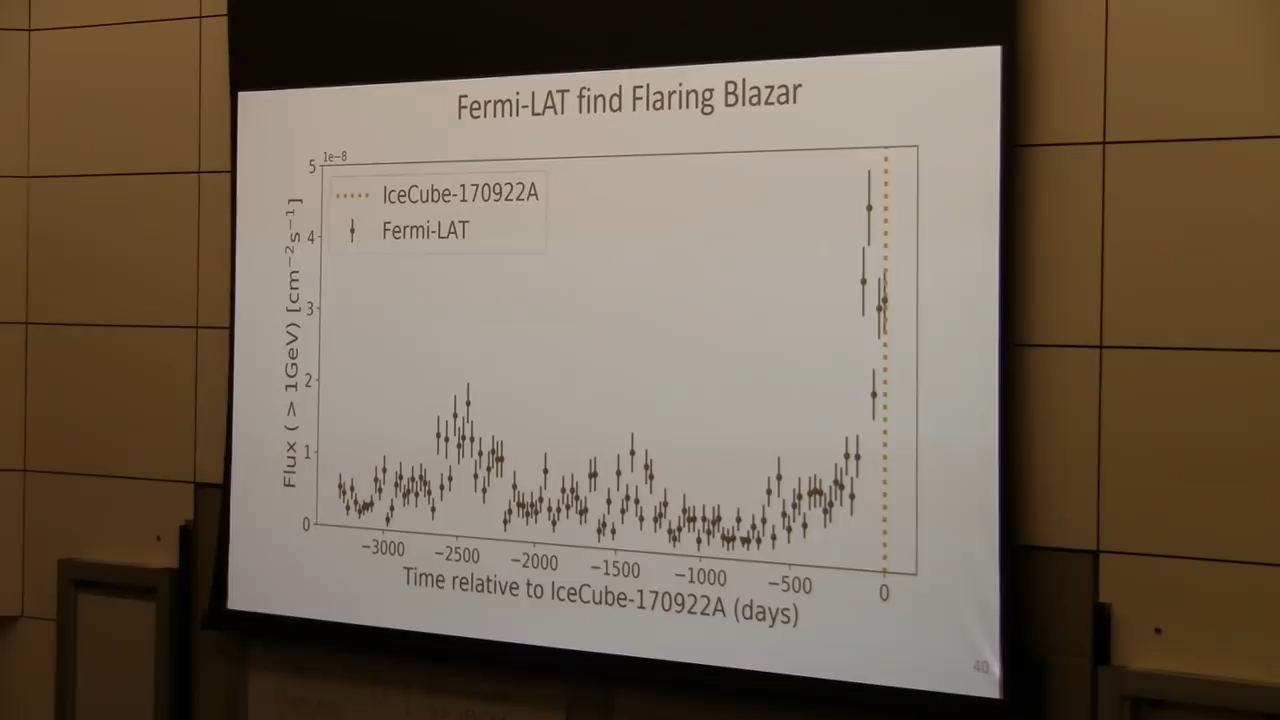 Fermi-LAT find Flaring Blazar
1e−8
IceCube-170922A
Fermi-LAT
Flux ( > 1GeV) [cm−2s−1]
5
4
3
2
1
0
−3000 −2500 −2000 −1500 −1000 −500 0
Time relative to IceCube-170922A (days)
40